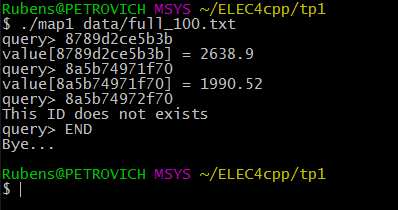 Rubens@PETROVICH MSYS ~/ELEC4cpp/tp1
$ ./map1 data/full_100.txt
query> 8789d2ce5b3b
value[8789d2ce5b3b] = 2638.9
query> 8a5b74971f70
value[8a5b74971f70] = 1990.52
query> 8a5b74972f70
This ID does not exists
query> END
Bye...
Rubens@PETROVICH MSYS ~/ELEC4cpp/tp1
$